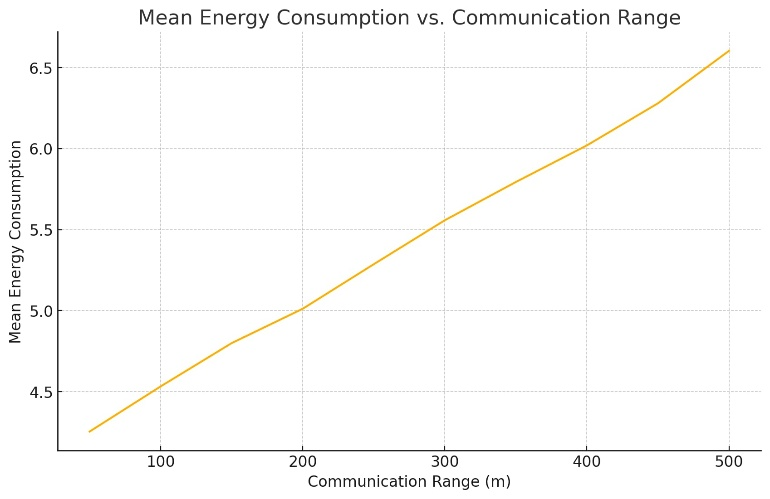 Mean Energy Consumption vs. Communication Range
Mean Energy Consumption
6.5
6.0
5.5
5.0
4.5
100 200 300 400 500
Communication Range (m)